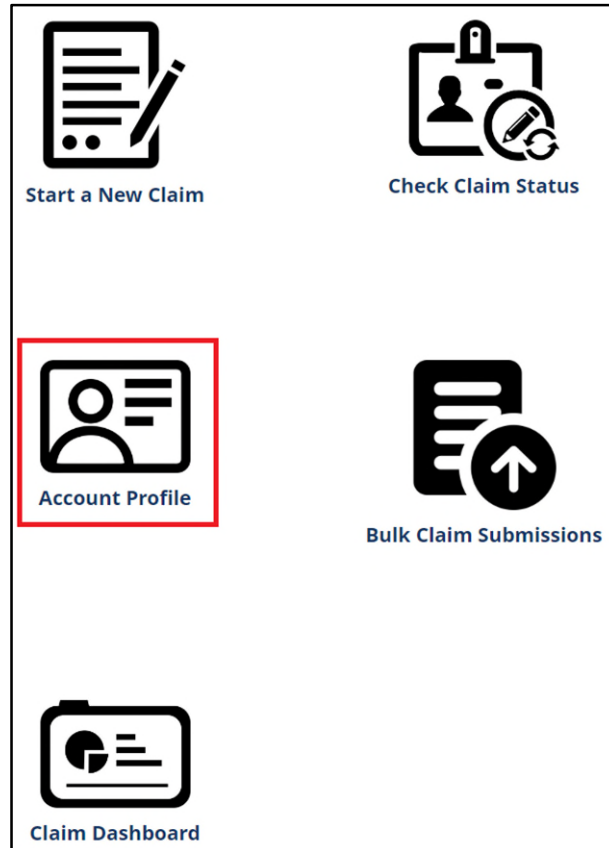 Start a New Claim
Check Claim Status
Account Profile
Bulk Claim Submissions
Claim Dashboard